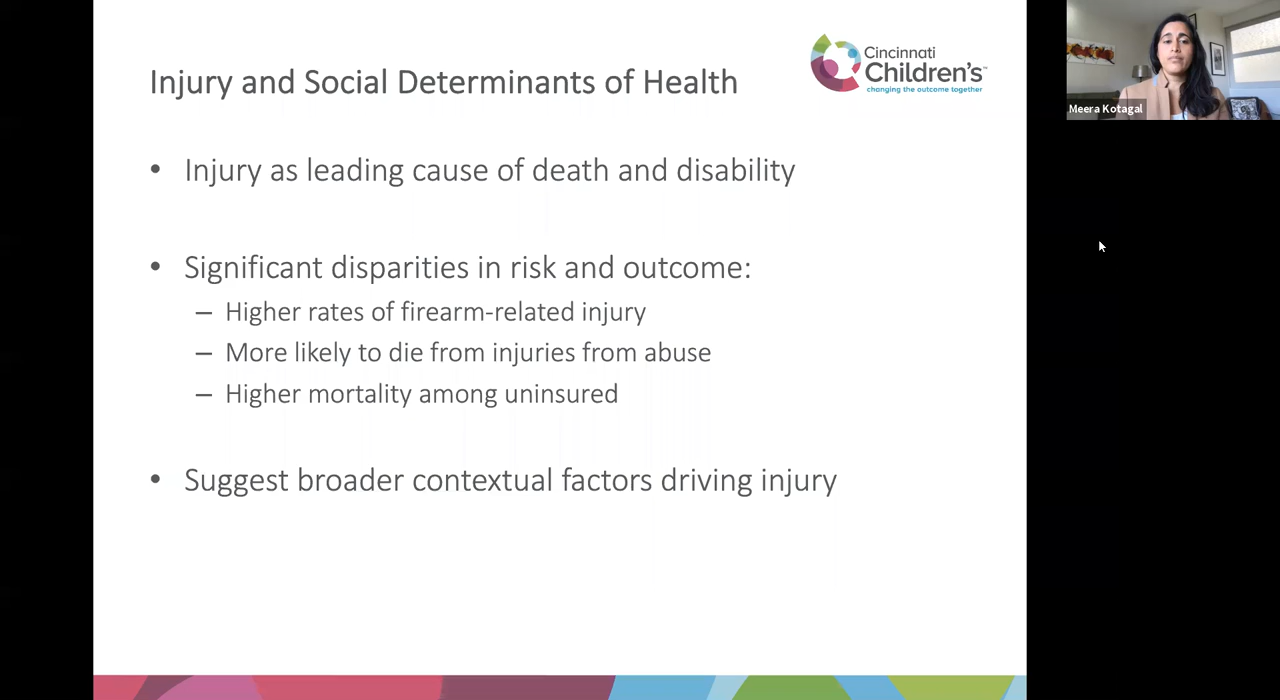 Injury and Social Determinants of Health
Cincinnati
Children's™
changing the outcome together
Meera Kotagal
• Injury as leading cause of death and disability
• Significant disparities in risk and outcome:
– Higher rates of firearm-related injury
– More likely to die from injuries from abuse
– Higher mortality among uninsured
• Suggest broader contextual factors driving injury